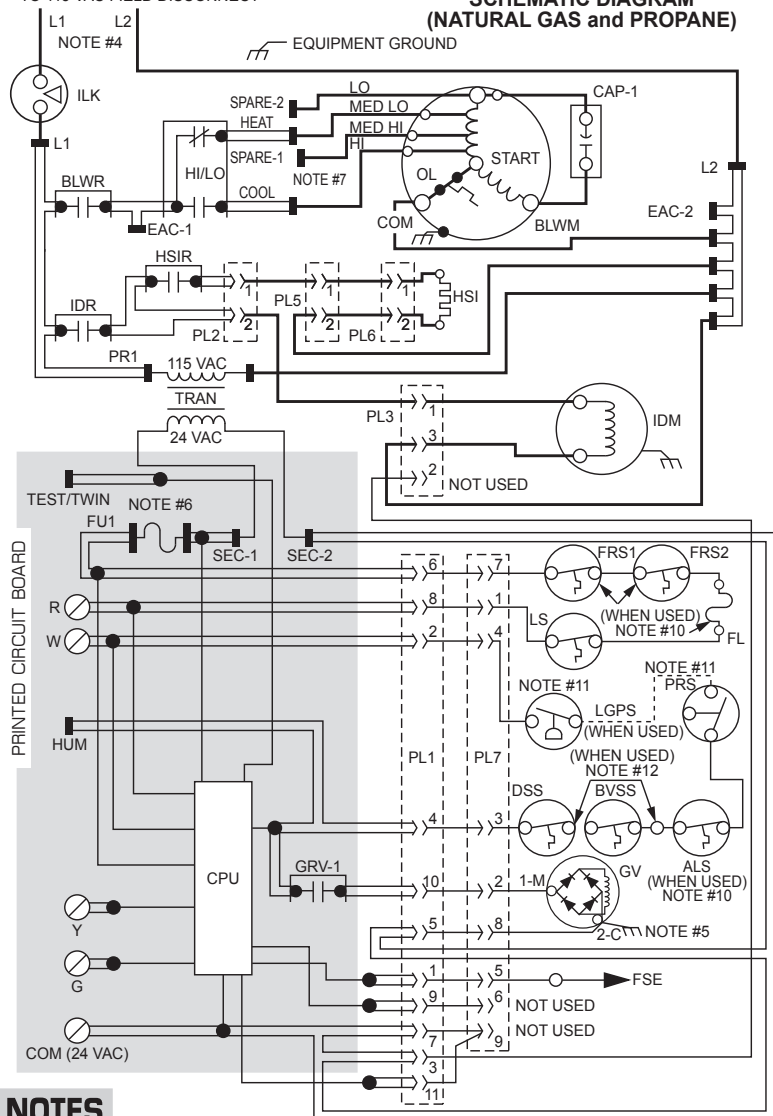 SCHEMATIC DIAGRAM
(NATURAL GAS and PROPANE)
L1
L2
NOTE #4
EQUIPMENT GROUND
ILK
L1
SPARE-2
LO
MED LO
HEAT
MED HI
SPARE-1
HI
NOTE #7
HI/LO
COOL
CAP-1
START
OL
COM
BLWM
L2
EAC-2
BLWR
EAC-1
HSIR
IDR
1
2
PL2
PL5
1
2
PL6
1
2
HSI
PR1
115 VAC
TRAN
24 VAC
PL3
1
3
2
NOT USED
IDM
TEST/TWIN
NOTE #6
FU1
SEC-1
SEC-2
PRINTED CIRCUIT BOARD
R
W
HUM
CPU
GRV-1
Y
G
COM (24 VAC)
PL1
PL7
6
7
8
1
2
4
4
3
10
2
5
8
1
5
9
6
7
9
3
11
FRS1
FRS2
(WHEN USED)
NOTE #10
LS
FL
NOTE #11
NOTE #11
PRS
LGPS
(WHEN USED)
(WHEN USED)
NOTE #12
DSS
BVSS
ALS
(WHEN USED)
NOTE #10
1-M
GV
2-C
NOTE #5
FSE
NOT USED
NOT USED
NOTES